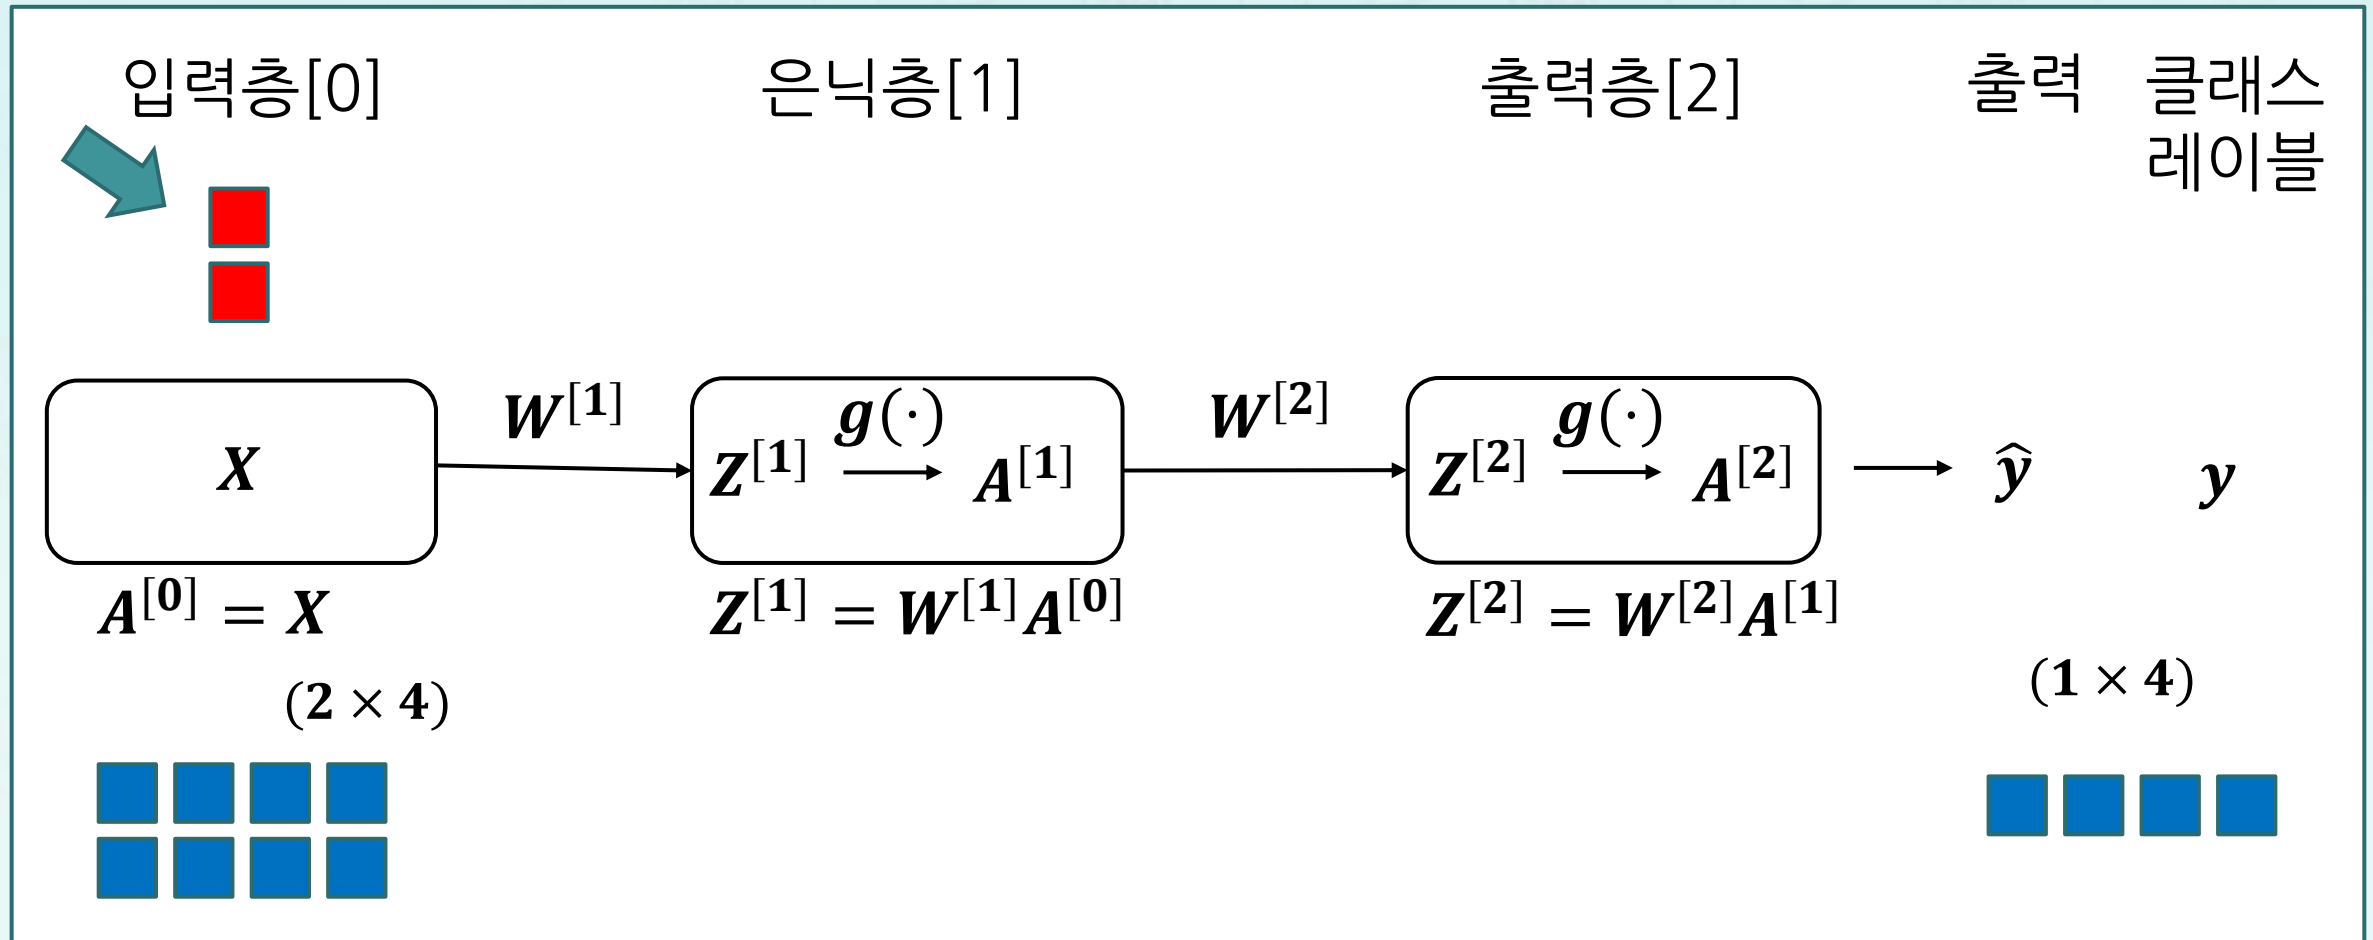 입력층[0] 은닉층[1] 출력층[2] 출력 클래스
레이블
X W^[1] Z^[1] g(·) A^[1] W^[2] Z^[2] g(·) A^[2] ŷ y
A^[0] = X Z^[1] = W^[1]A^[0] Z^[2] = W^[2]A^[1]
(2 × 4) (1 × 4)